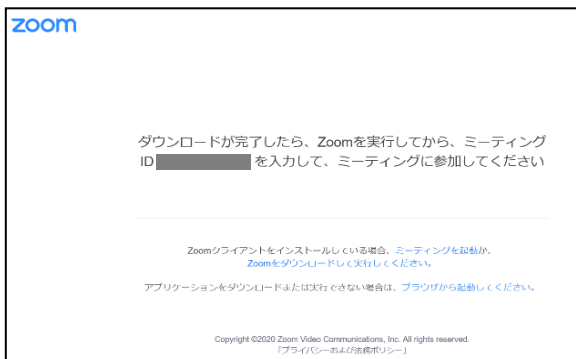 zoom
ダウンロードが完了したら、Zoomを実行してから、ミーティング
ID を入力して、ミーティングに参加してください
Zoomクライアントをインストールしている場合、ミーティングを起動か、
Zoomをダウンロードして実行してください。
アプリケーションをダウンロードまたは実行できない場合は、ブラウザから起動してください。
Copyright ©2020 Zoom Video Communications, Inc. All rights reserved.
「プライバシーおよび法務ポリシー」